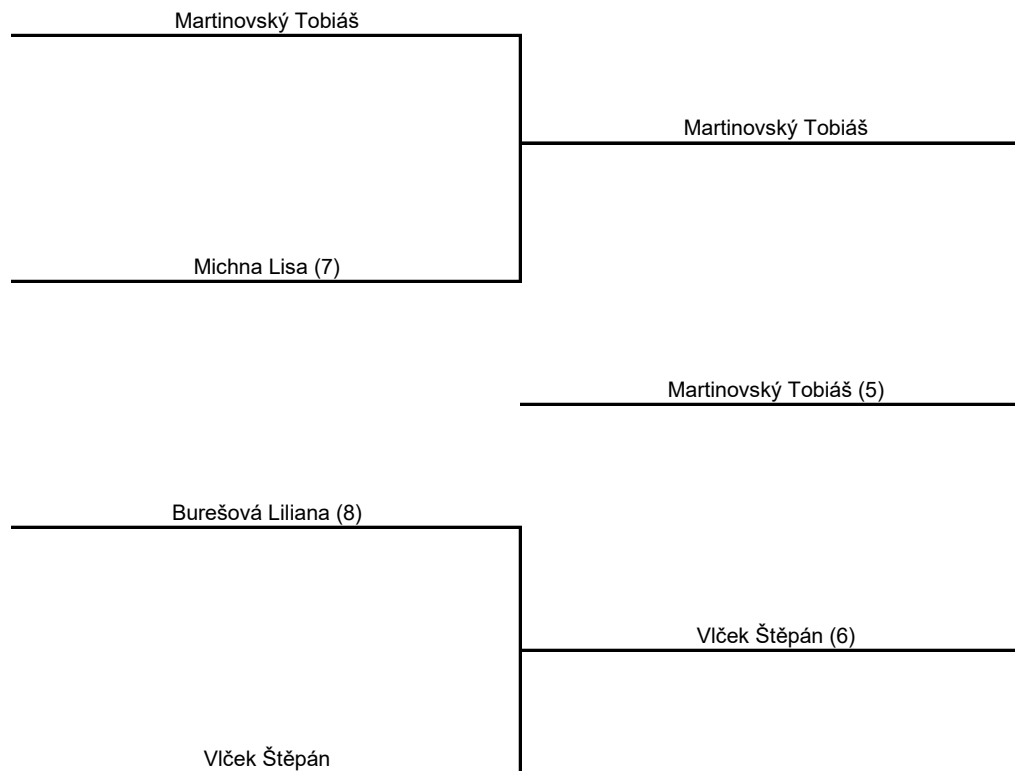 Martinovský Tobiáš
Martinovský Tobiáš
Michna Lisa (7)
Martinovský Tobiáš (5)
Burešová Liliana (8)
Vlček Štěpán (6)
Vlček Štěpán